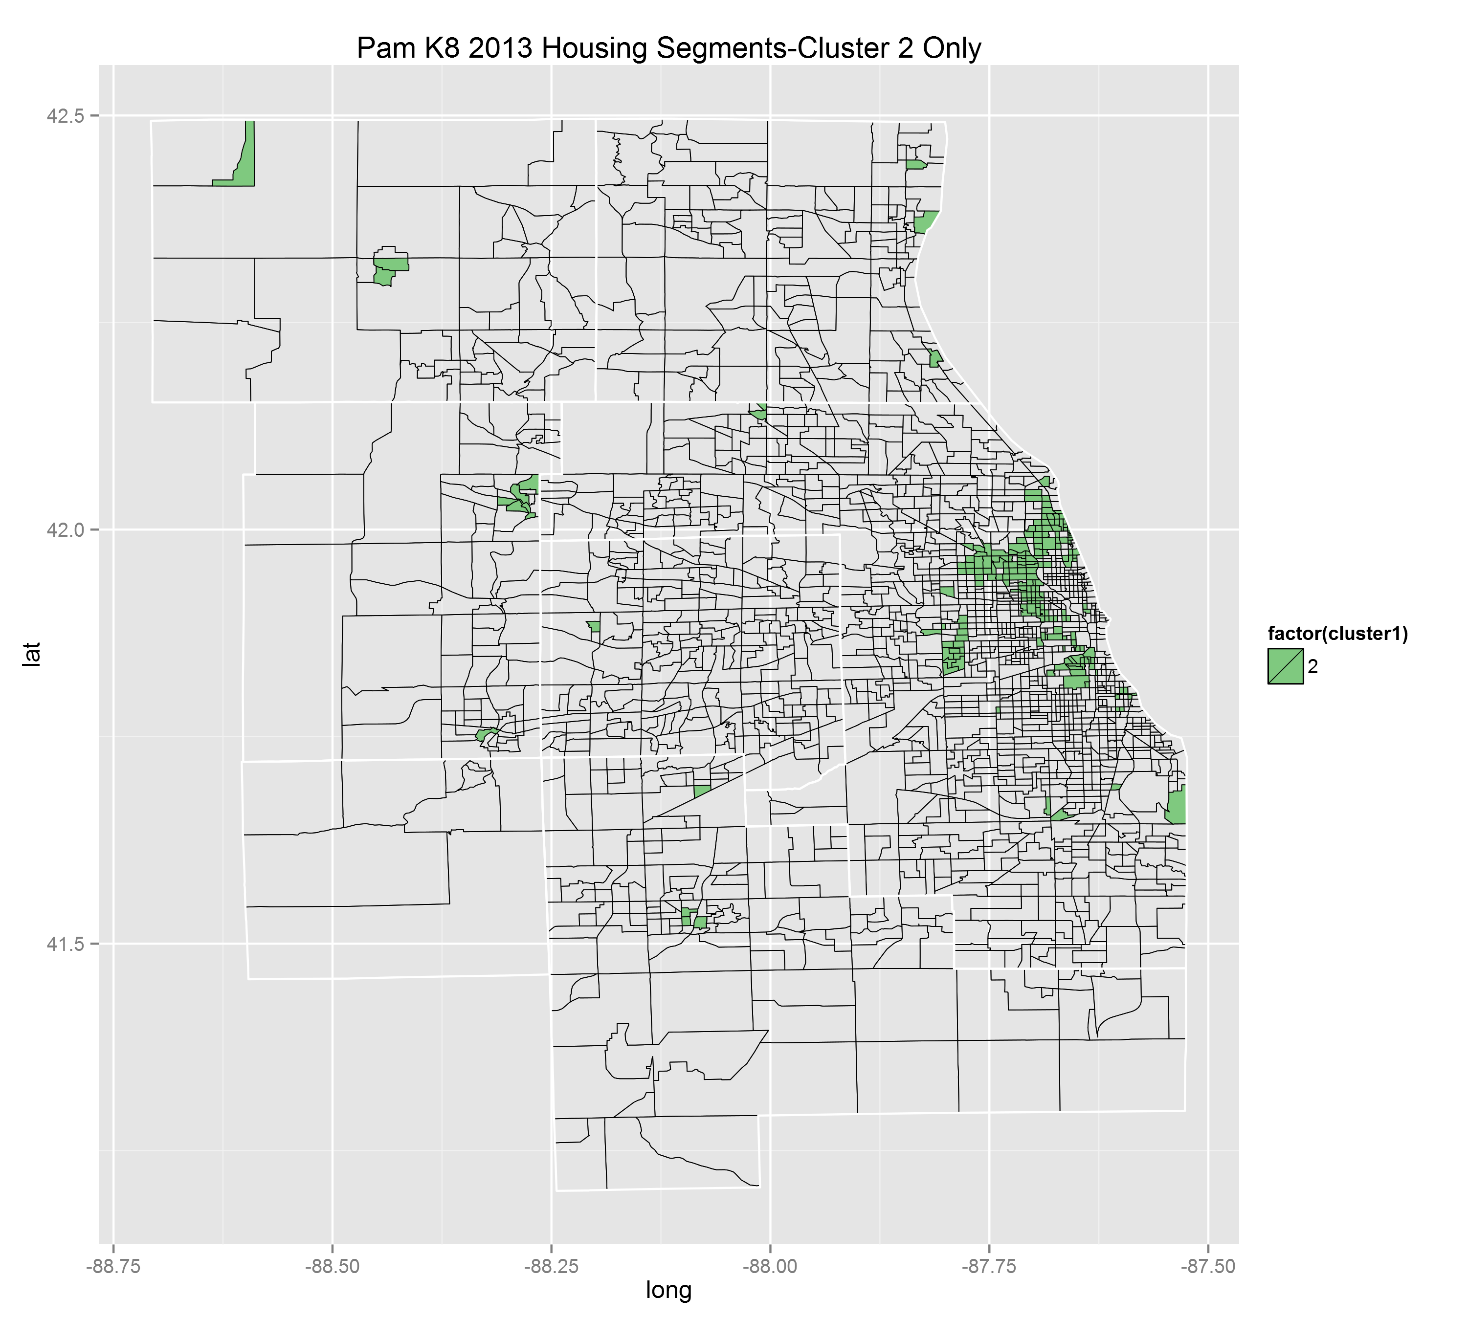 Pam K8 2013 Housing Segments-Cluster 2 Only
42.5
42.0
41.5
lat
-88.75
-88.50
-88.25
-88.00
-87.75
-87.50
long
factor(cluster1)
2